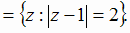 = {z : |z − 1| = 2}.